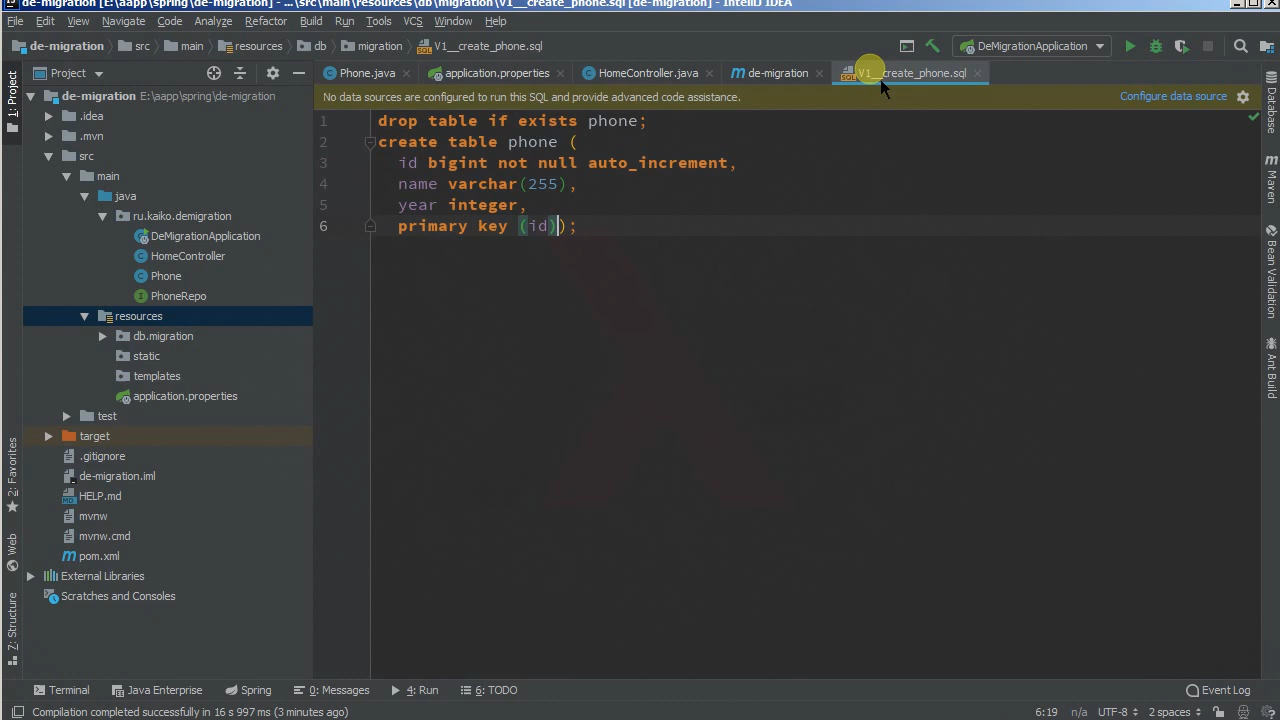 de-migration [E:\aapp\spring\de-migration] - ...\src\main\resources\db\migration\V1__create_phone.sql [de-migration] - IntelliJ IDEA
File Edit View Navigate Code Analyze Refactor Build Run Tools VCS Window Help
de-migration src main resources db migration V1__create_phone.sql DeMigrationApplication
Project Phone.java application.properties HomeController.java de-migration V1__create_phone.sql
No data sources are configured to run this SQL and provide advanced code assistance. Configure data source
1 drop table if exists phone;
2 create table phone (
3 id bigint not null auto_increment,
4 name varchar(255),
5 year integer,
6 primary key (id));
de-migration E:\aapp\spring\de-migration
.idea
.mvn
src
main
java
ru.kaiko.demigration
DeMigrationApplication
HomeController
Phone
PhoneRepo
resources
db.migration
static
templates
application.properties
test
target
.gitignore
de-migration.iml
HELP.md
mvnw
mvnw.cmd
pom.xml
External Libraries
Scratches and Consoles
1: Project
2: Favorites
Web
7: Structure
Database
Maven
Bean Validation
Ant Build
Terminal Java Enterprise Spring 0: Messages 4: Run 6: TODO Event Log
Compilation completed successfully in 16 s 997 ms (3 minutes ago) 6:19 n/a UTF-8 2 spaces